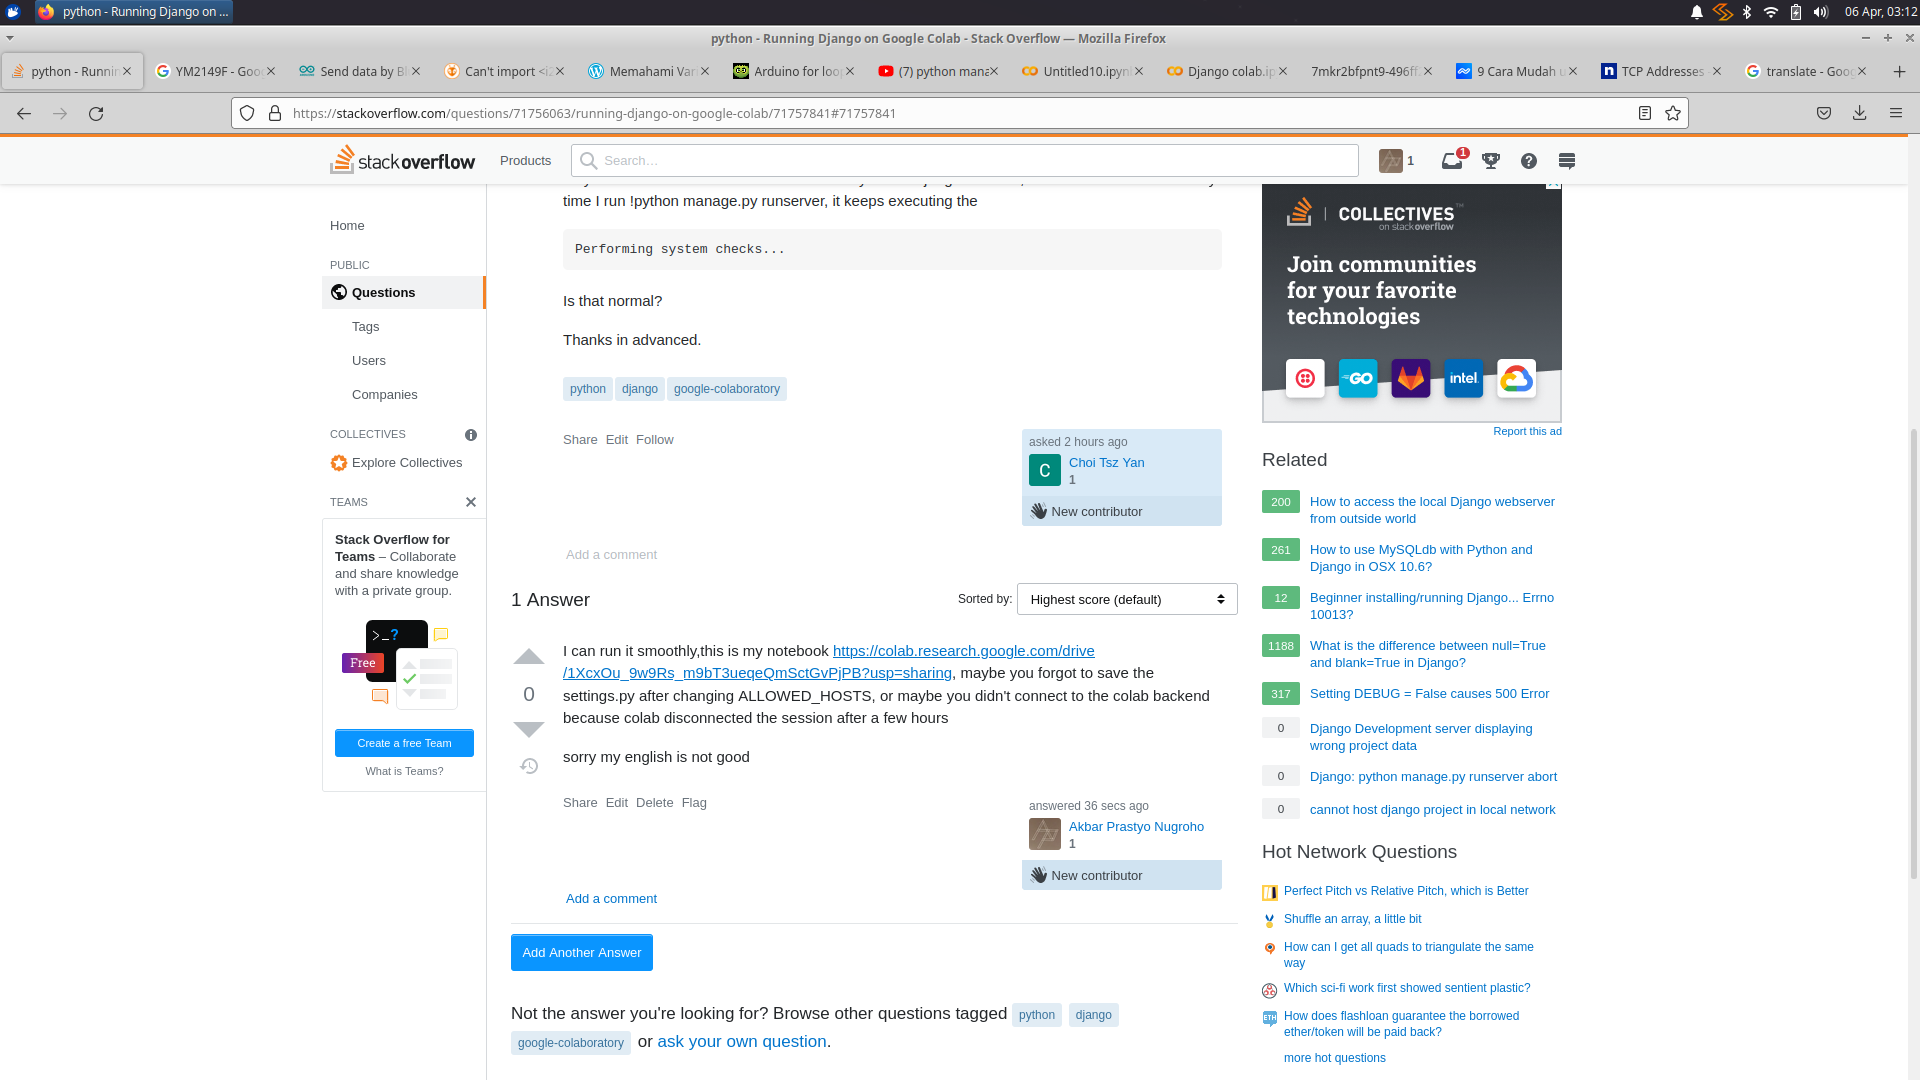 python - Running Django on ...
06 Apr, 03:12
python - Running Django on Google Colab - Stack Overflow — Mozilla Firefox
python - Runnin
YM2149F - Goo
Send data by Bl
Can't import <i2
Memahami Var
Arduino for loop
(7) python mana
Untitled10.ipyn
Django colab.ip
7mkr2bfpnt9-496ff
9 Cara Mudah u
TCP Addresses
translate - Goog
https://stackoverflow.com/questions/71756063/running-django-on-google-colab/71757841#71757841
stackoverflow
Products
Search...
1
1
time I run !python manage.py runserver, it keeps executing the
Performing system checks...
Is that normal?
Thanks in advanced.
python django google-colaboratory
Share Edit Follow
asked 2 hours ago
C
Choi Tsz Yan
1
New contributor
Add a comment
Home
PUBLIC
Questions
Tags
Users
Companies
COLLECTIVES
Explore Collectives
TEAMS
Stack Overflow for
Teams – Collaborate
and share knowledge
with a private group.
>_?
Free
Create a free Team
What is Teams?
1 Answer
Sorted by:
Highest score (default)
0
I can run it smoothly,this is my notebook https://colab.research.google.com/drive
/1XcxOu_9w9Rs_m9bT3ueqeQmSctGvPjPB?usp=sharing, maybe you forgot to save the
settings.py after changing ALLOWED_HOSTS, or maybe you didn't connect to the colab backend
because colab disconnected the session after a few hours
sorry my english is not good
Share Edit Delete Flag
answered 36 secs ago
Akbar Prastyo Nugroho
1
New contributor
Add a comment
Add Another Answer
Not the answer you're looking for? Browse other questions tagged python django
google-colaboratory or ask your own question.
COLLECTIVES™
on stackoverflow
Join communities
for your favorite
technologies
GO
intel.
Report this ad
Related
200
How to access the local Django webserver
from outside world
261
How to use MySQLdb with Python and
Django in OSX 10.6?
12
Beginner installing/running Django... Errno
10013?
1188
What is the difference between null=True
and blank=True in Django?
317
Setting DEBUG = False causes 500 Error
0
Django Development server displaying
wrong project data
0
Django: python manage.py runserver abort
0
cannot host django project in local network
Hot Network Questions
Perfect Pitch vs Relative Pitch, which is Better
Shuffle an array, a little bit
How can I get all quads to triangulate the same
way
Which sci-fi work first showed sentient plastic?
ETH
How does flashloan guarantee the borrowed
ether/token will be paid back?
more hot questions